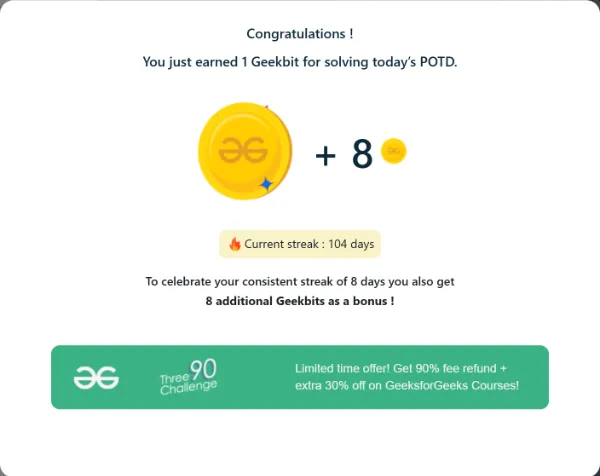 Congratulations !
You just earned 1 Geekbit for solving today's POTD.
+ 8
Current streak : 104 days
To celebrate your consistent streak of 8 days you also get
8 additional Geekbits as a bonus !
Three 90
Challenge
Limited time offer! Get 90% fee refund +
extra 30% off on GeeksforGeeks Courses!